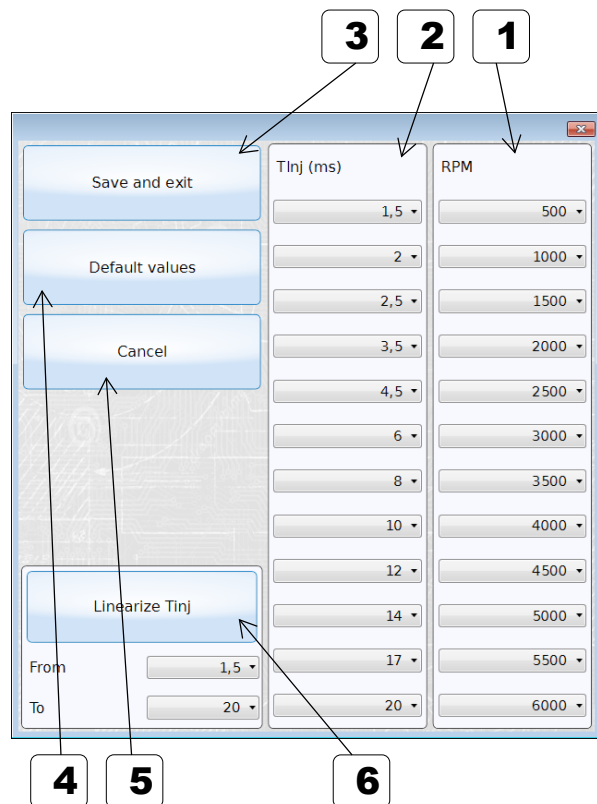 3 2 1
TInj (ms) RPM
Save and exit
1,5 500
Default values
2 1000
2,5 1500
Cancel
3,5 2000
4,5 2500
6 3000
8 3500
10 4000
12 4500
Linearize Tinj
14 5000
From 1,5
17 5500
To 20
20 6000
4 5 6